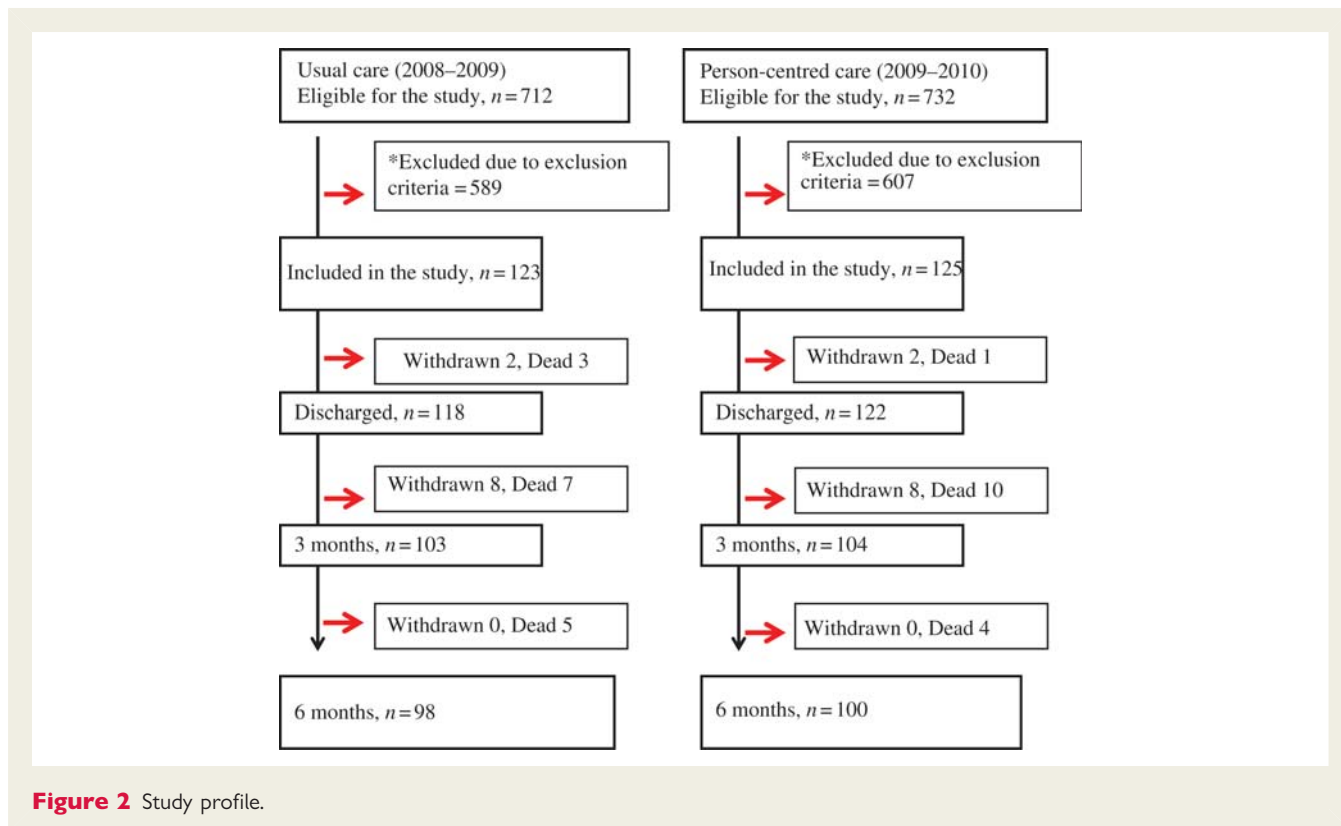 Usual care (2008–2009)
Eligible for the study, n=712
*Excluded due to exclusion
criteria =589
Included in the study, n=123
Withdrawn 2, Dead 3
Discharged, n=118
Withdrawn 8, Dead 7
3 months, n=103
Withdrawn 0, Dead 5
6 months, n=98
Person-centred care (2009–2010)
Eligible for the study, n=732
*Excluded due to exclusion
criteria =607
Included in the study, n=125
Withdrawn 2, Dead 1
Discharged, n=122
Withdrawn 8, Dead 10
3 months, n=104
Withdrawn 0, Dead 4
6 months, n=100
Figure 2 Study profile.